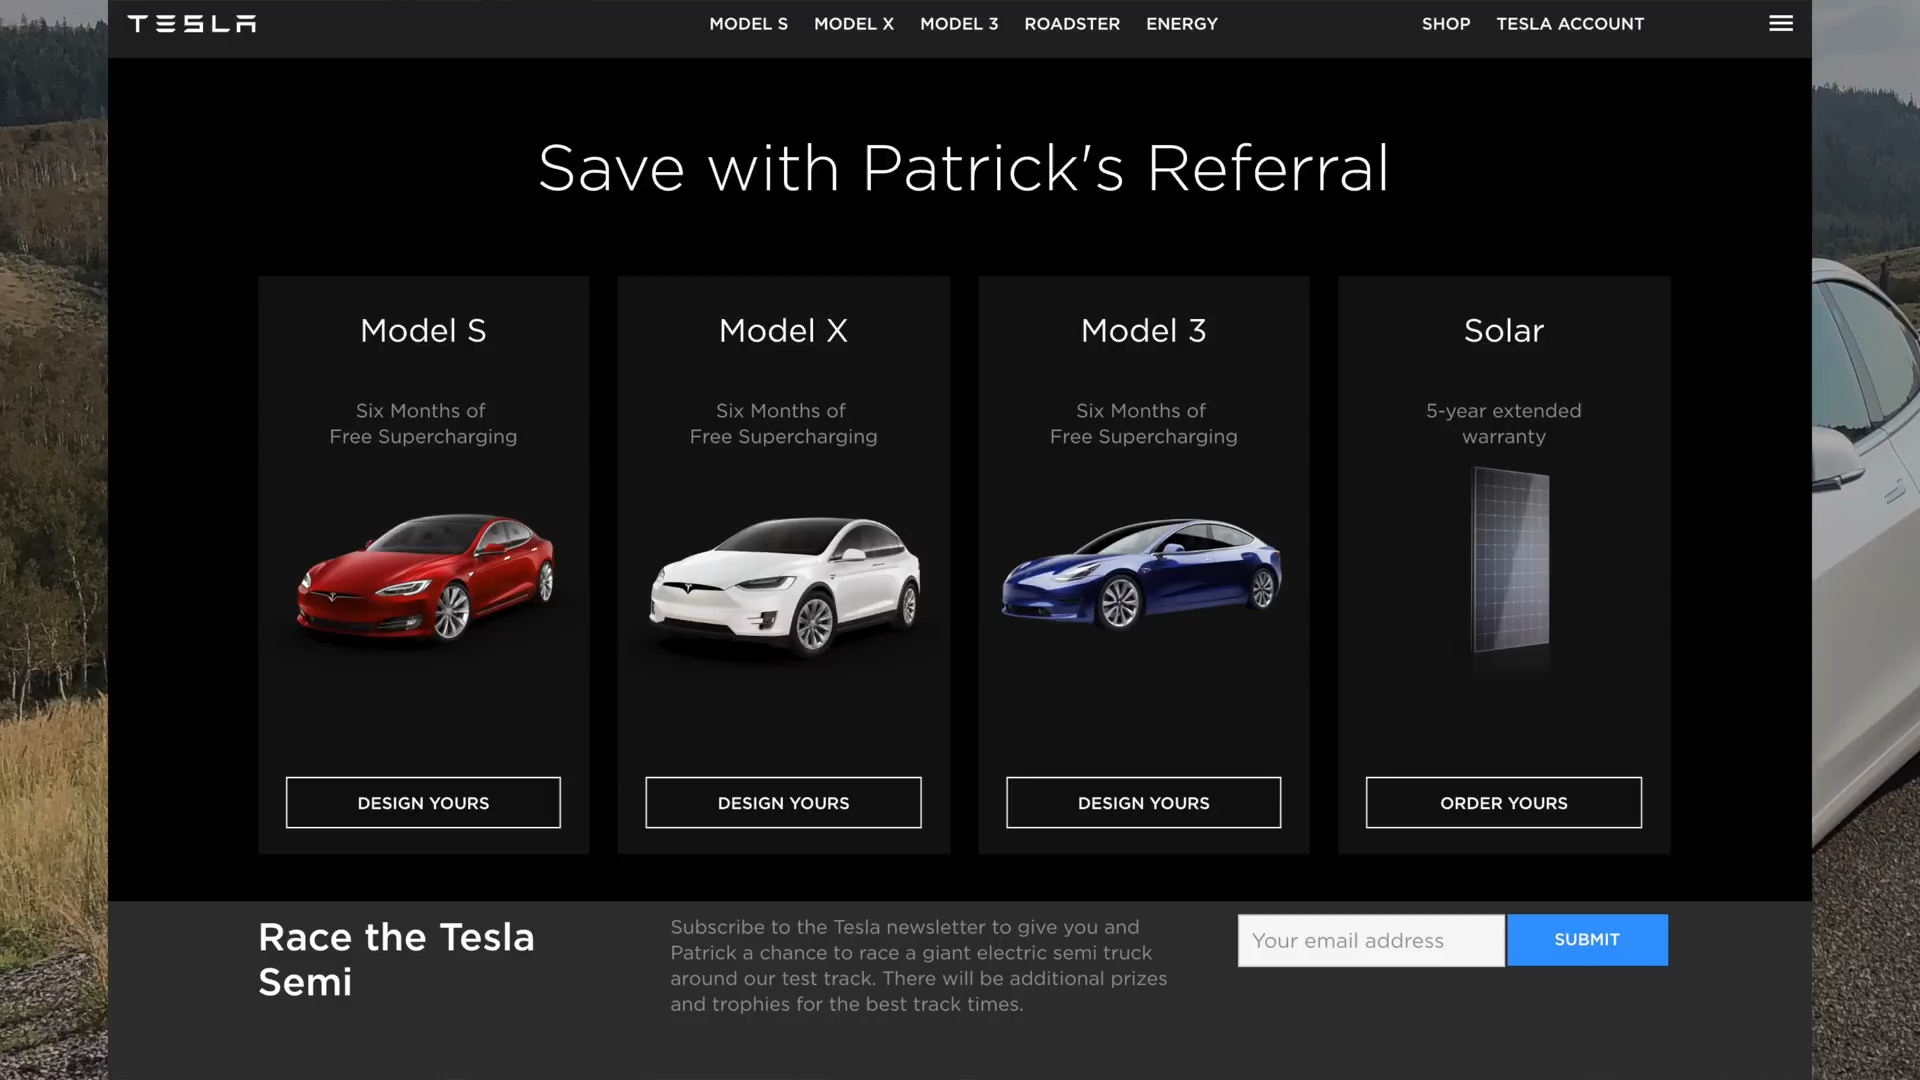 TESLA
MODEL S MODEL X MODEL 3 ROADSTER ENERGY SHOP TESLA ACCOUNT
Save with Patrick's Referral
Model S
Six Months of
Free Supercharging
DESIGN YOURS
Model X
Six Months of
Free Supercharging
DESIGN YOURS
Model 3
Six Months of
Free Supercharging
DESIGN YOURS
Solar
5-year extended
warranty
ORDER YOURS
Race the Tesla
Semi
Subscribe to the Tesla newsletter to give you and
Patrick a chance to race a giant electric semi truck
around our test track. There will be additional prizes
and trophies for the best track times.
Your email address
SUBMIT